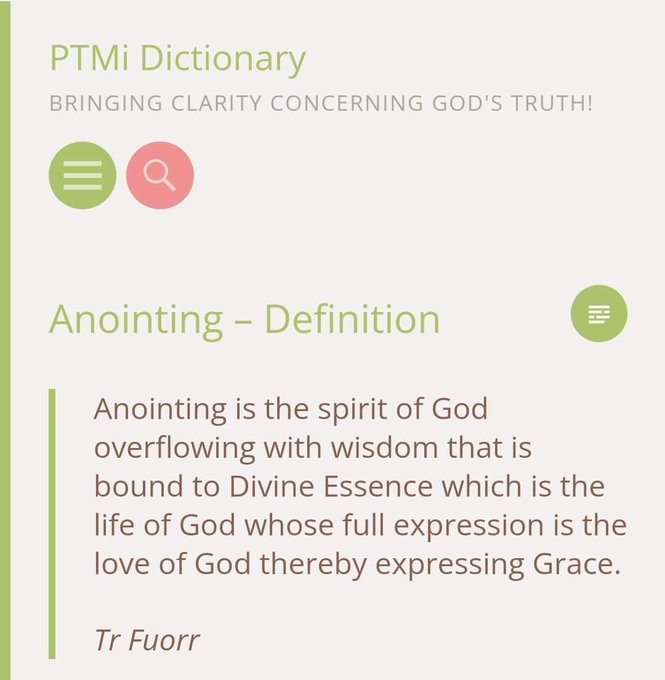 PTMi Dictionary
BRINGING CLARITY CONCERNING GOD'S TRUTH!
Anointing – Definition
Anointing is the spirit of God
overflowing with wisdom that is
bound to Divine Essence which is the
life of God whose full expression is the
love of God thereby expressing Grace.
Tr Fuorr